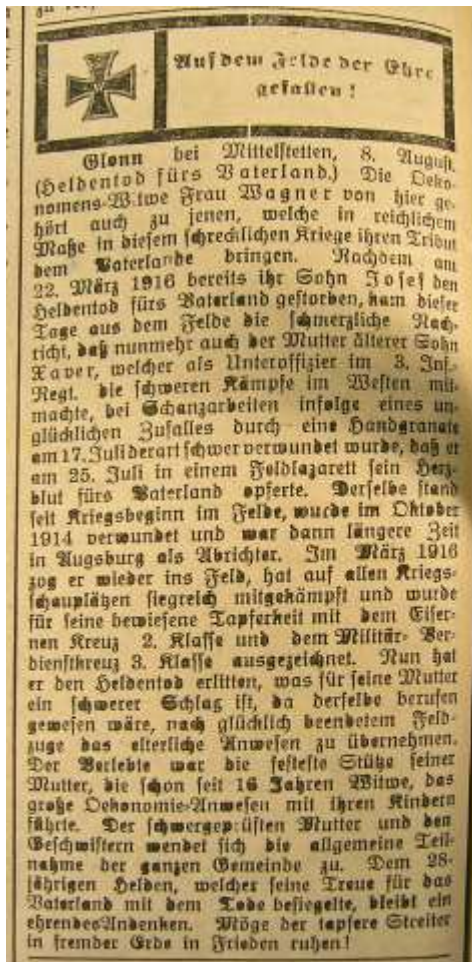 Auf dem Felde der Ehre
gefallen!
Glonn bei Mittelstetten, 8. August.
(Heldentod fürs Vaterland.) Die Oeko-
nomens-Witwe Frau Wagner von hier ge-
hört auch zu jenen, welche in reichlichem
Maße in diesem schrecklichen Kriege ihren Tribut
dem Vaterlande bringen. Nachdem am
22. März 1916 bereits ihr Sohn Josef den
Heldentod fürs Vaterland gestorben, kam dieser
Tage aus dem Felde die schmerzliche Nach-
richt, daß nunmehr auch der Mutter älterer Sohn
Xaver, welcher als Unteroffizier im 3. Inf.-
Regt. die schweren Kämpfe im Westen mit-
machte, bei Schanzarbeiten infolge eines un-
glücklichen Zufalles durch eine Handgranate
am 17. Juli derart schwer verwundet wurde, daß er
am 25. Juli in einem Feldlazarett sein Herz-
blut fürs Vaterland opferte. Derselbe stand
seit Kriegsbeginn im Felde, wurde im Oktober
1914 verwundet und war dann längere Zeit
in Augsburg als Abrichter. Im März 1916
zog er wieder ins Feld, hat auf allen Kriegs-
schauplätzen siegreich mitgekämpft und wurde
für seine bewiesene Tapferkeit mit dem Eiser-
nen Kreuz 2. Klasse und dem Militär-Ver-
dienstkreuz 3. Klasse ausgezeichnet. Nun hat
er den Heldentod erlitten, was für seine Mutter
ein schwerer Schlag ist, da derselbe berufen
gewesen wäre, nach glücklich beendetem Feld-
zuge das elterliche Anwesen zu übernehmen.
Der Verlebte war die festeste Stütze seiner
Mutter, die schon seit 16 Jahren Witwe, das
große Oekonomie-Anwesen mit ihren Kindern
führte. Der schwergeprüften Mutter und den
Geschwistern wendet sich die allgemeine Teil-
nahme der ganzen Gemeinde zu. Dem 28-
jährigen Helden, welcher seine Treue für das
Vaterland mit dem Tode besiegelte, bleibt ein
ehrendes Andenken. Möge der tapfere Streiter
in fremder Erde in Frieden ruhen!